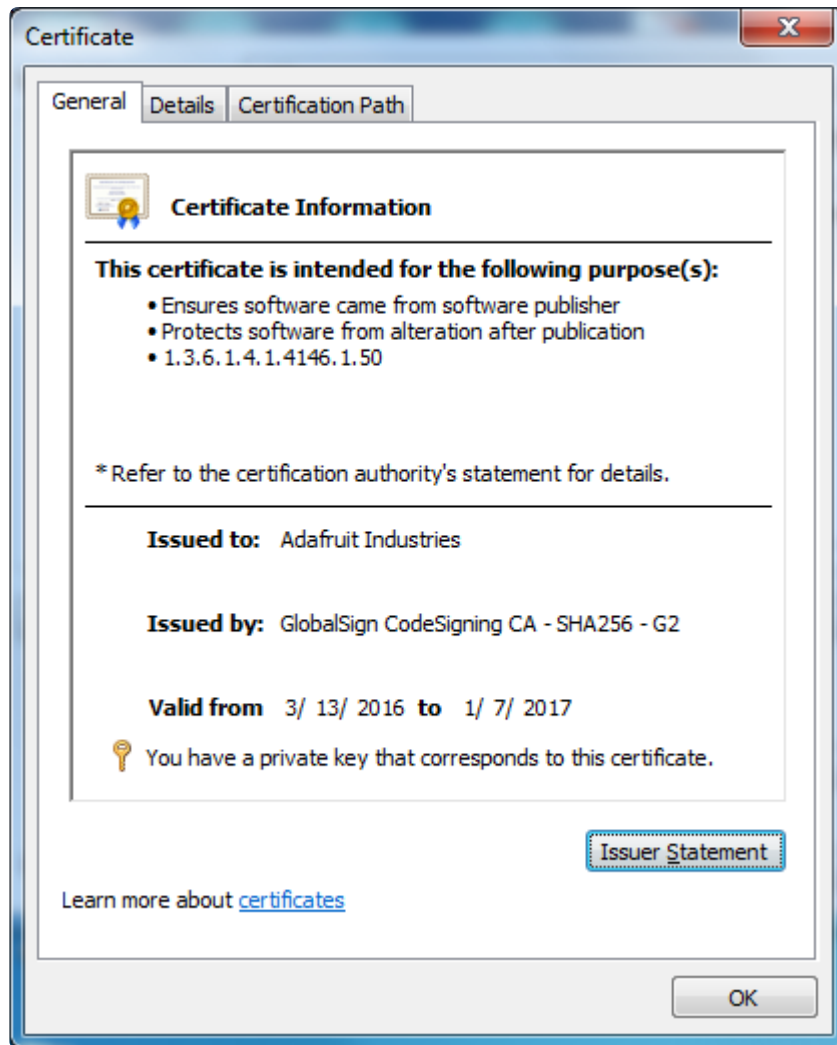 Certificate
General Details Certification Path
Certificate Information
This certificate is intended for the following purpose(s):
• Ensures software came from software publisher
• Protects software from alteration after publication
• 1.3.6.1.4.1.4146.1.50
* Refer to the certification authority's statement for details.
Issued to: Adafruit Industries
Issued by: GlobalSign CodeSigning CA - SHA256 - G2
Valid from 3/ 13/ 2016 to 1/ 7/ 2017
You have a private key that corresponds to this certificate.
Issuer Statement
Learn more about certificates
OK